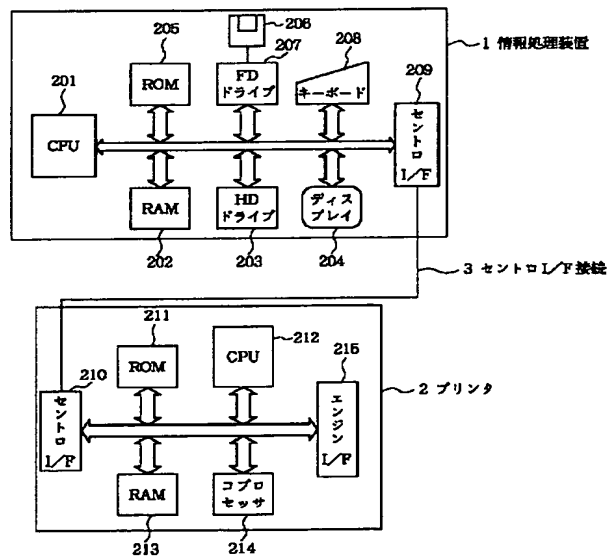 206
205
207
208
1 情報処理装置
201
ROM
FD
ドライブ
キーボード
209
CPU
セントロ
I/F
RAM
HD
ドライブ
ディス
プレイ
202
203
204
3 セントロI/F接続
211
212
210
ROM
CPU
215
2 プリンタ
セントロ
I/F
エンジン
I/F
RAM
コプロ
セッサ
213
214